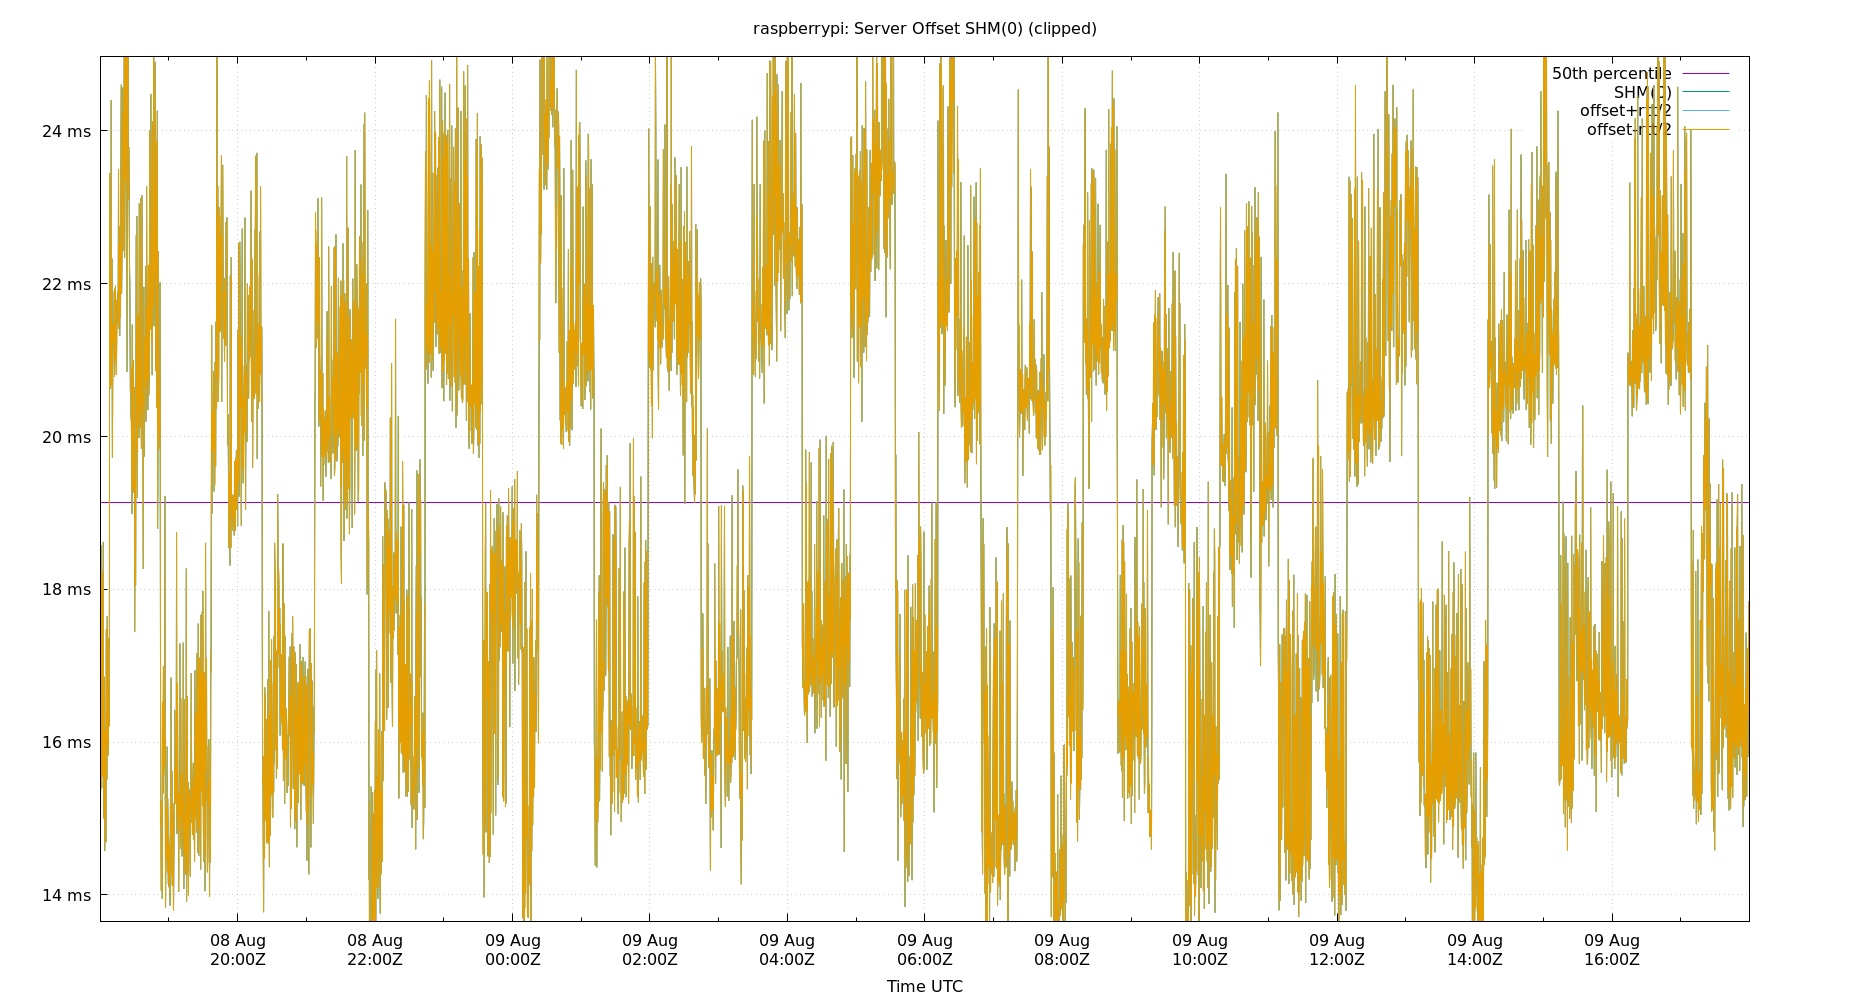 raspberrypi: Server Offset SHM(0) (clipped)
50th percentile
SHM(0)
offset+rtt/2
offset-rtt/2
24 ms
22 ms
20 ms
18 ms
16 ms
14 ms
08 Aug
20:00Z
08 Aug
22:00Z
09 Aug
00:00Z
09 Aug
02:00Z
09 Aug
04:00Z
09 Aug
06:00Z
09 Aug
08:00Z
09 Aug
10:00Z
09 Aug
12:00Z
09 Aug
14:00Z
09 Aug
16:00Z
Time UTC